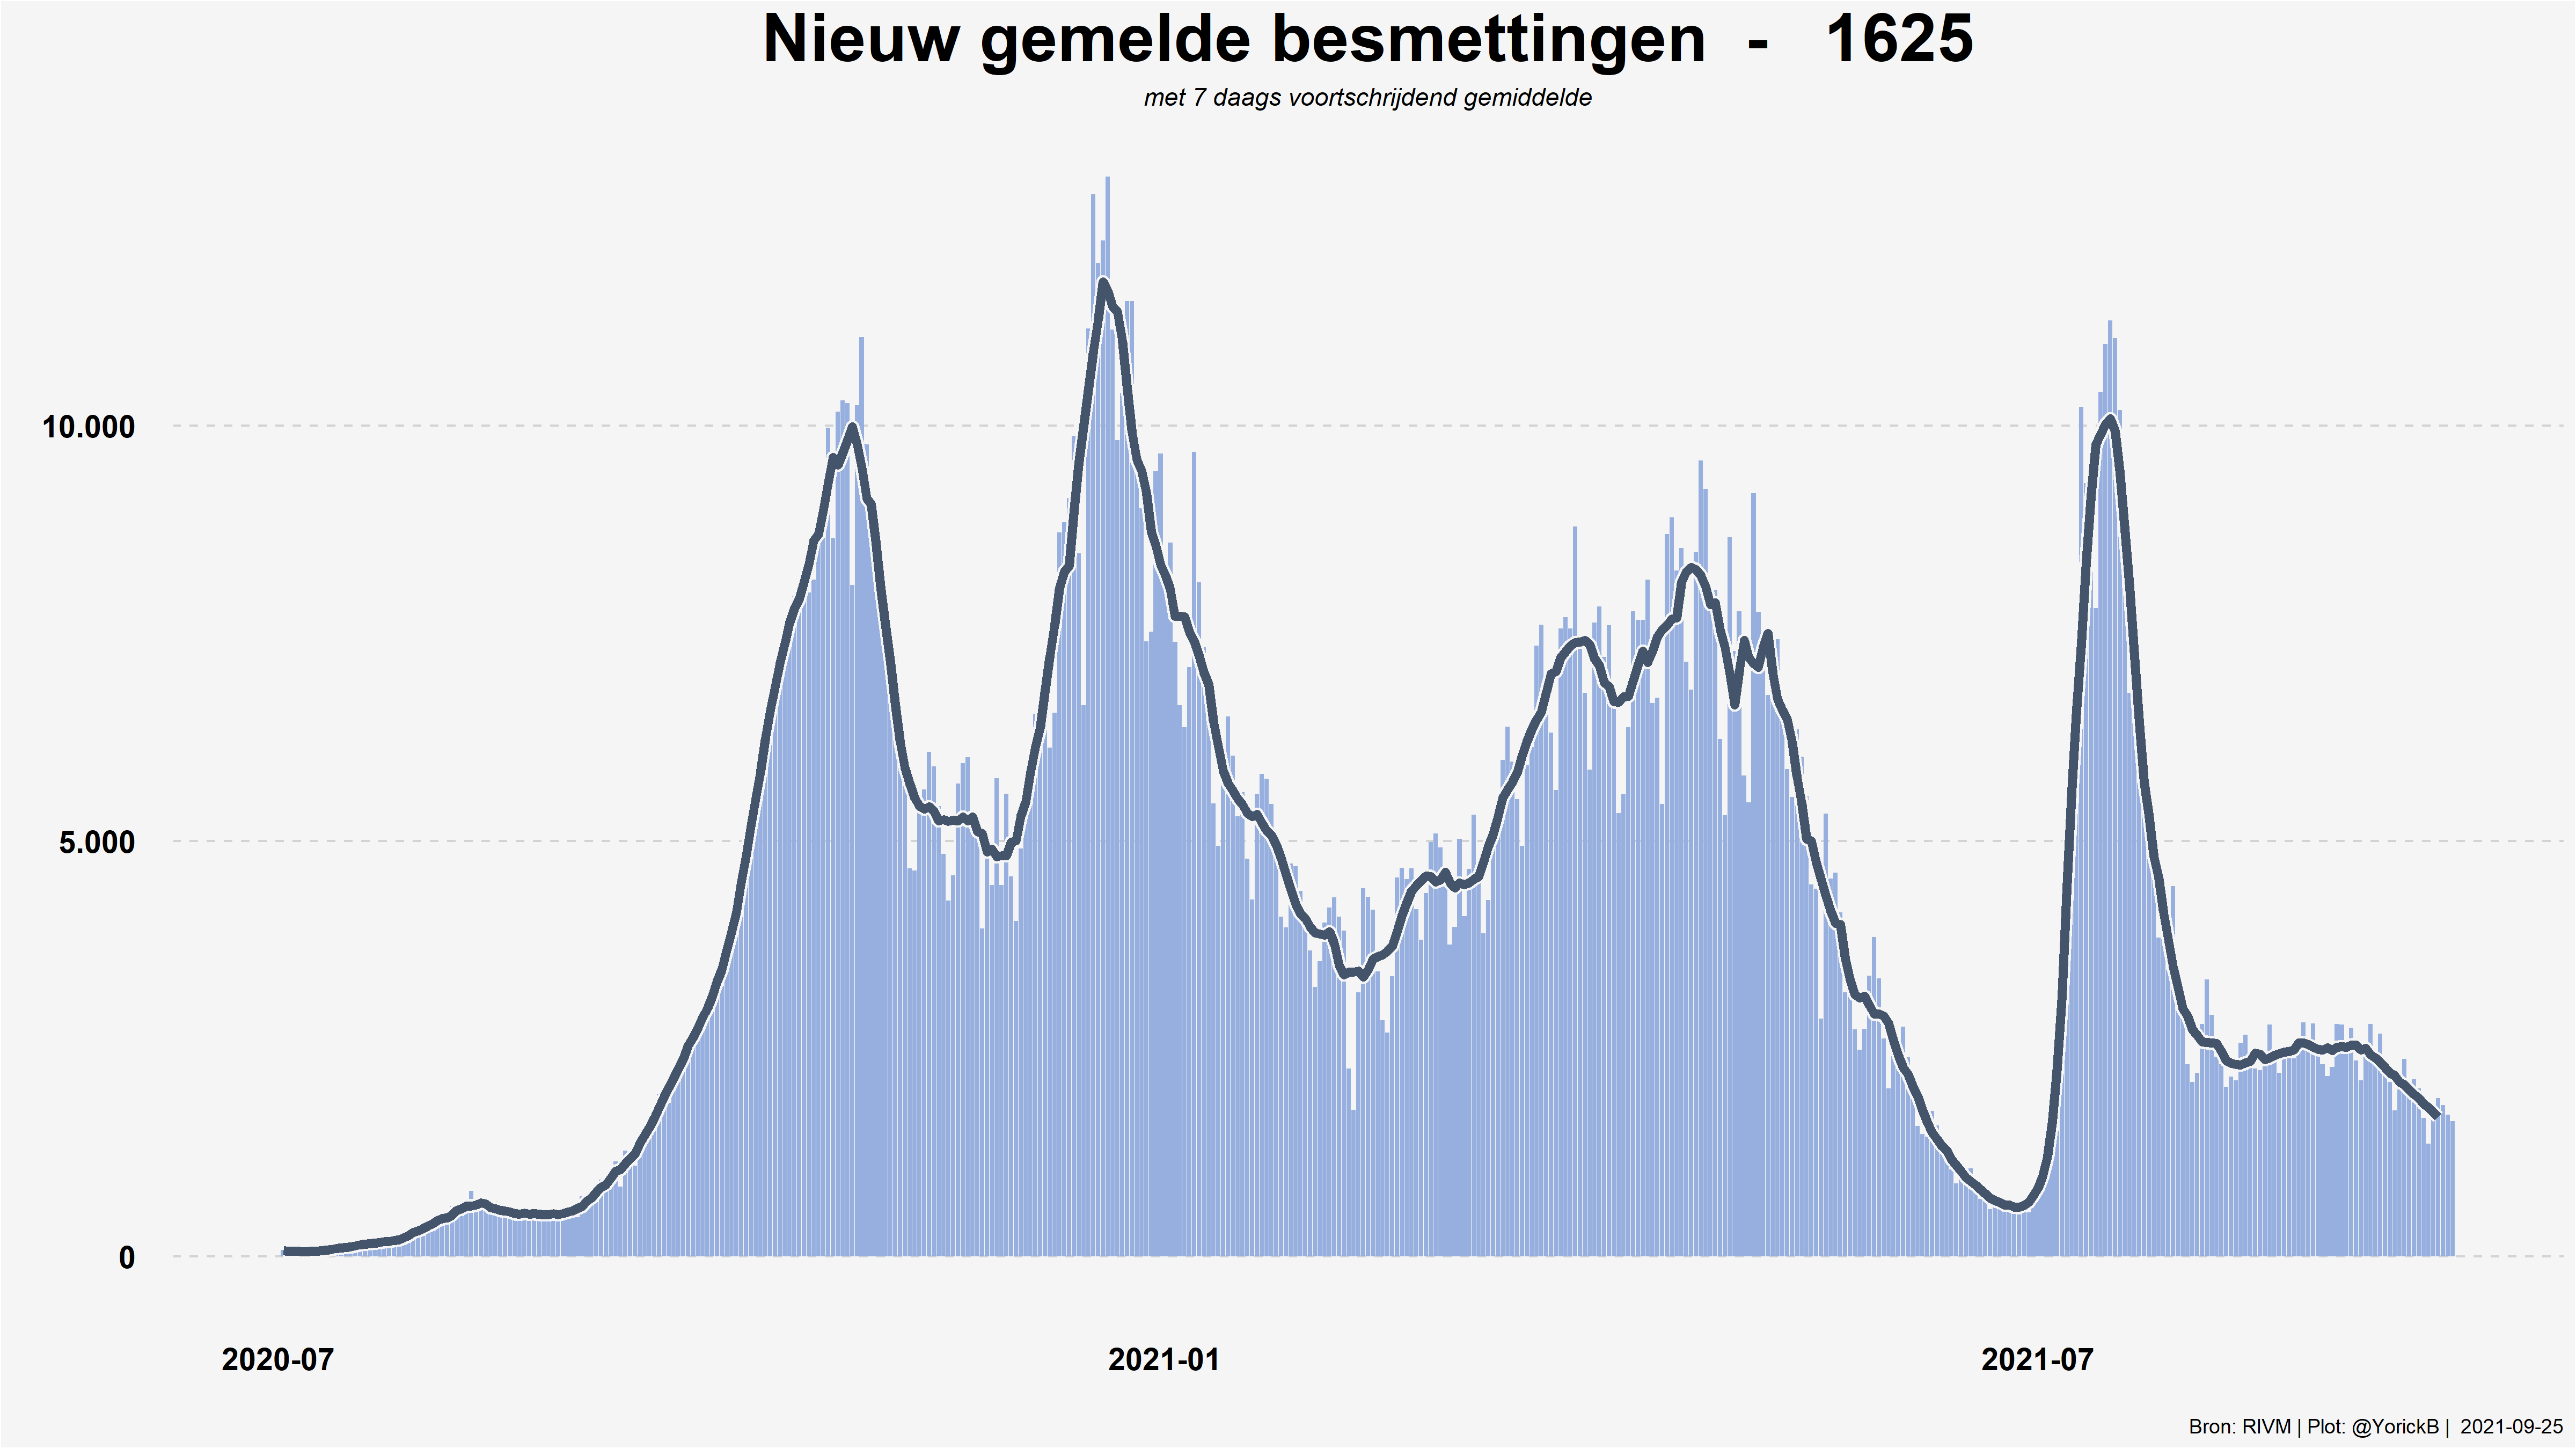 Nieuw gemelde besmettingen - 1625
met 7 daags voortschrijdend gemiddelde
10.000
5.000
0
2020-07 2021-01 2021-07
Bron: RIVM | Plot: @YorickB | 2021-09-25